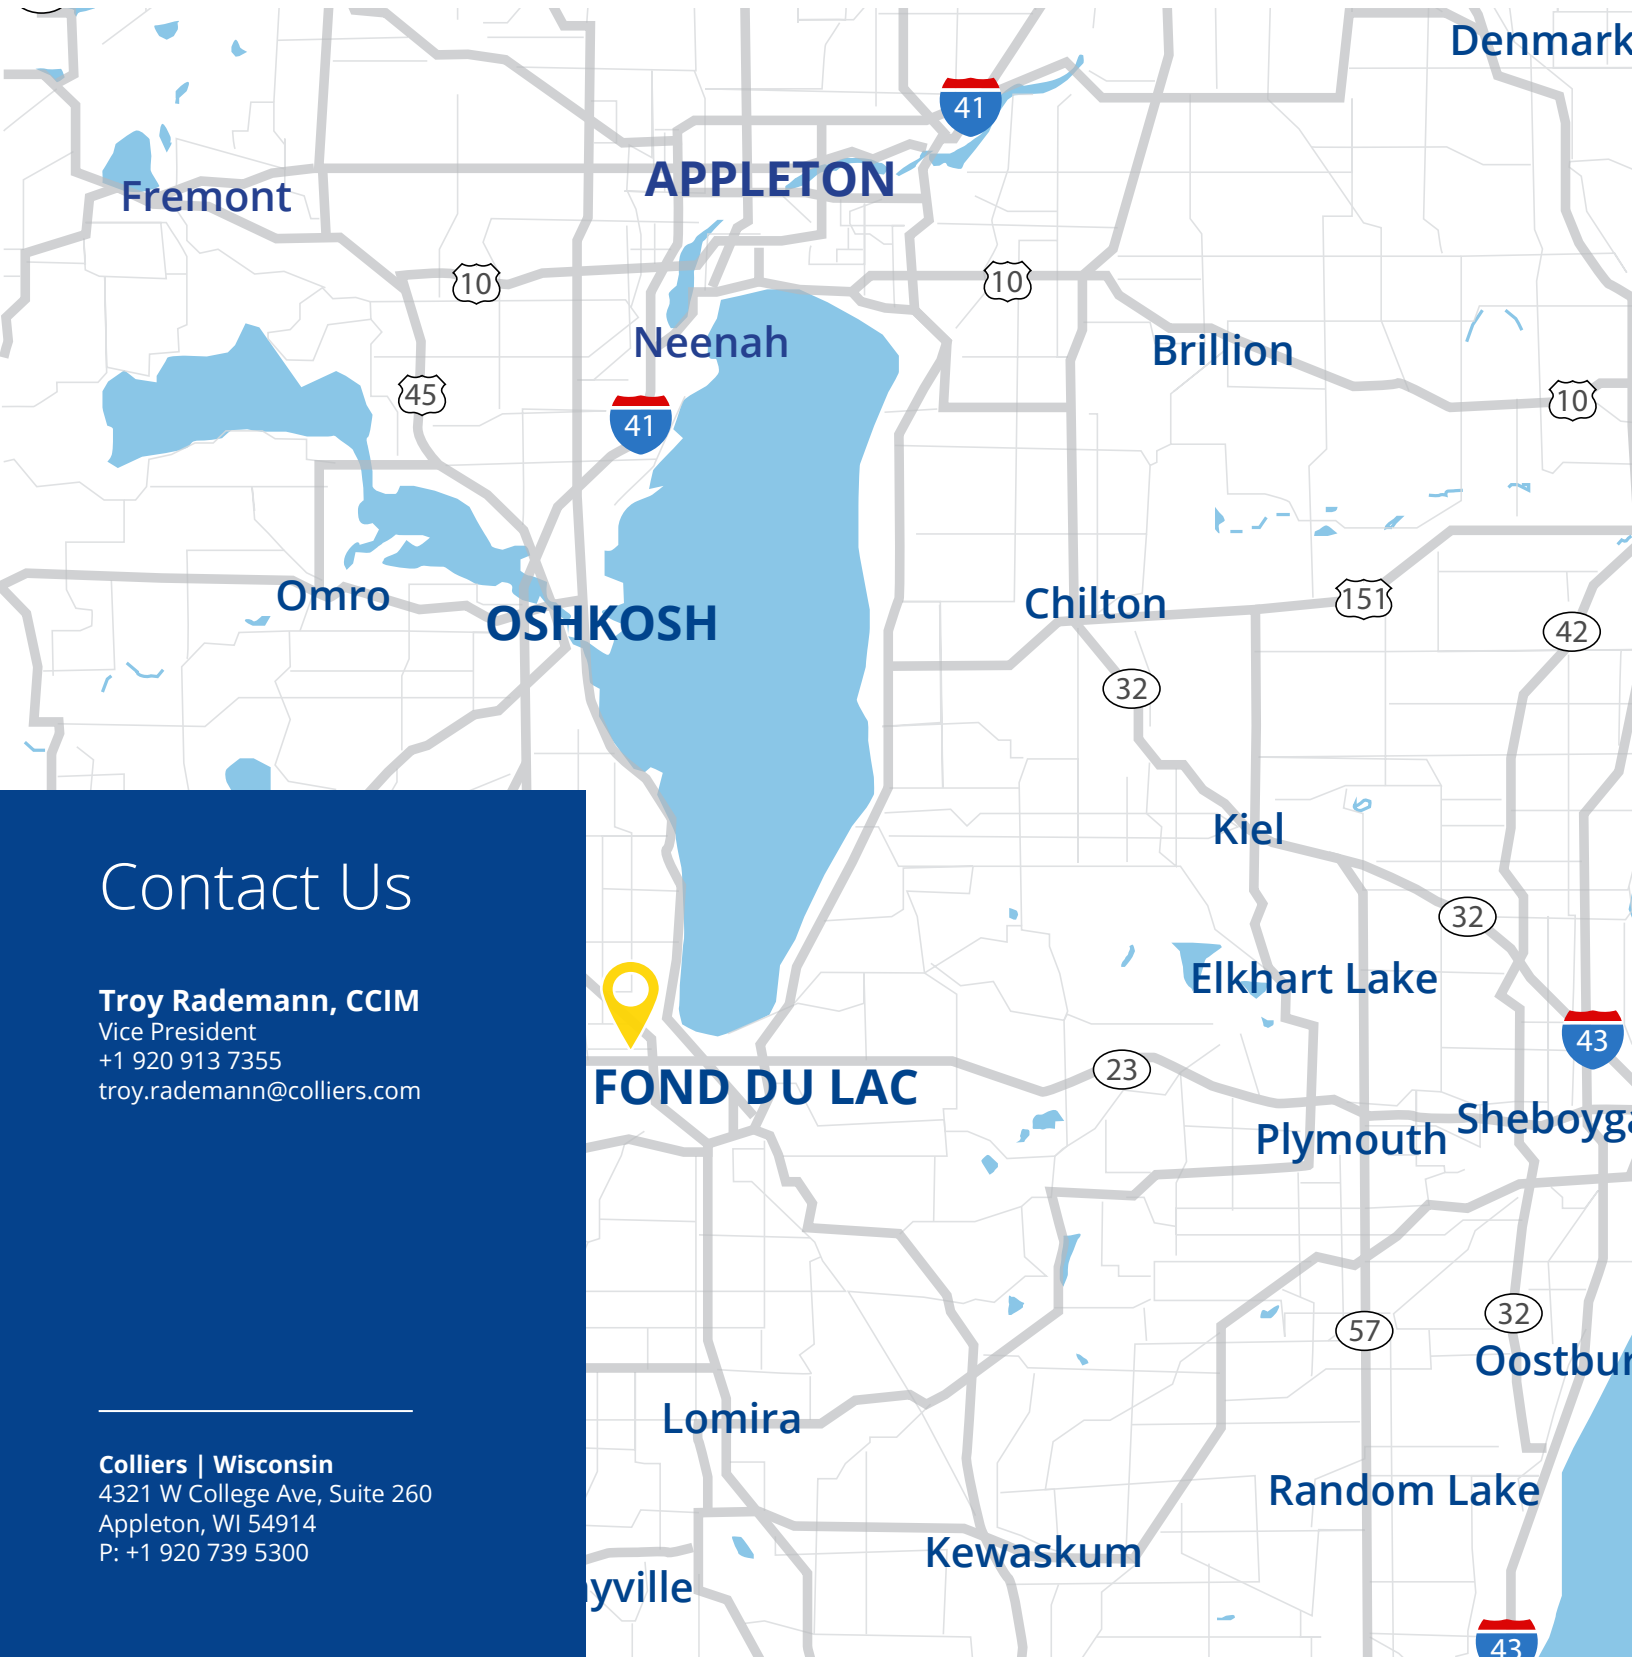 Denmark
41
APPLETON
Fremont
10
10
Neenah
Brillion
45
10
41
Omro
OSHKOSH
Chilton
151
42
32
Kiel
32
Elkhart Lake
43
23
FOND DU LAC
Plymouth
Sheboyga
32
57
Oostbur
Lomira
Random Lake
Kewaskum
yville
43
Contact Us
Troy Rademann, CCIM
Vice President
+1 920 913 7355
troy.rademann@colliers.com
Colliers | Wisconsin
4321 W College Ave, Suite 260
Appleton, WI 54914
P: +1 920 739 5300